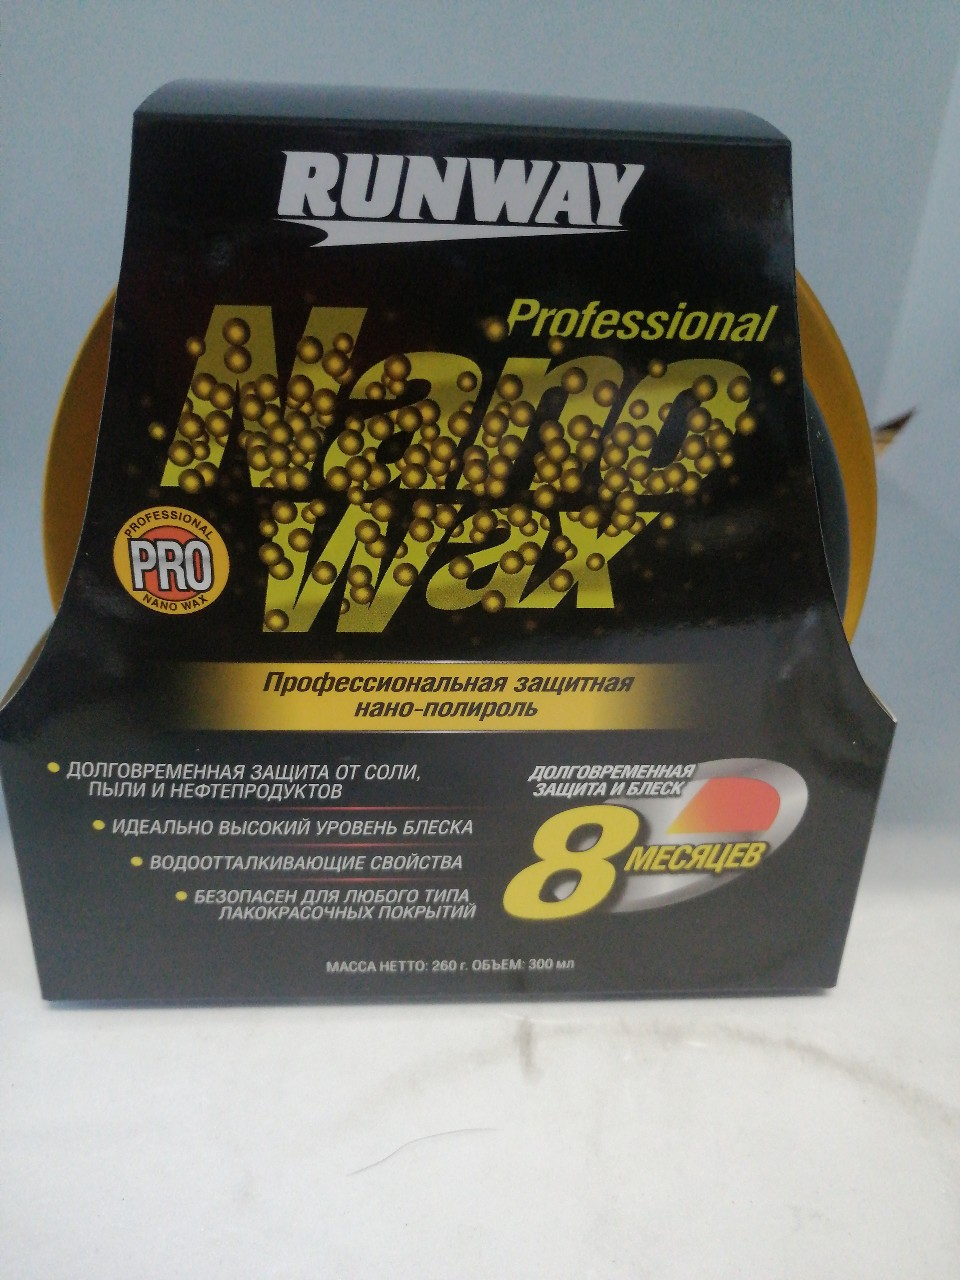 RUNWAY
Professional
Nano
Wax
PROFESSIONAL
PRO
NANO WAX
Профессиональная защитная
нано-полироль
• ДОЛГОВРЕМЕННАЯ ЗАЩИТА ОТ СОЛИ,
ПЫЛИ И НЕФТЕПРОДУКТОВ
• ИДЕАЛЬНО ВЫСОКИЙ УРОВЕНЬ БЛЕСКА
• ВОДООТТАЛКИВАЮЩИЕ СВОЙСТВА
• БЕЗОПАСЕН ДЛЯ ЛЮБОГО ТИПА
ЛАКОКРАСОЧНЫХ ПОКРЫТИЙ
ДОЛГОВРЕМЕННАЯ
ЗАЩИТА И БЛЕСК
8 МЕСЯЦЕВ
МАССА НЕТТО: 260 г. ОБЪЕМ: 300 мл